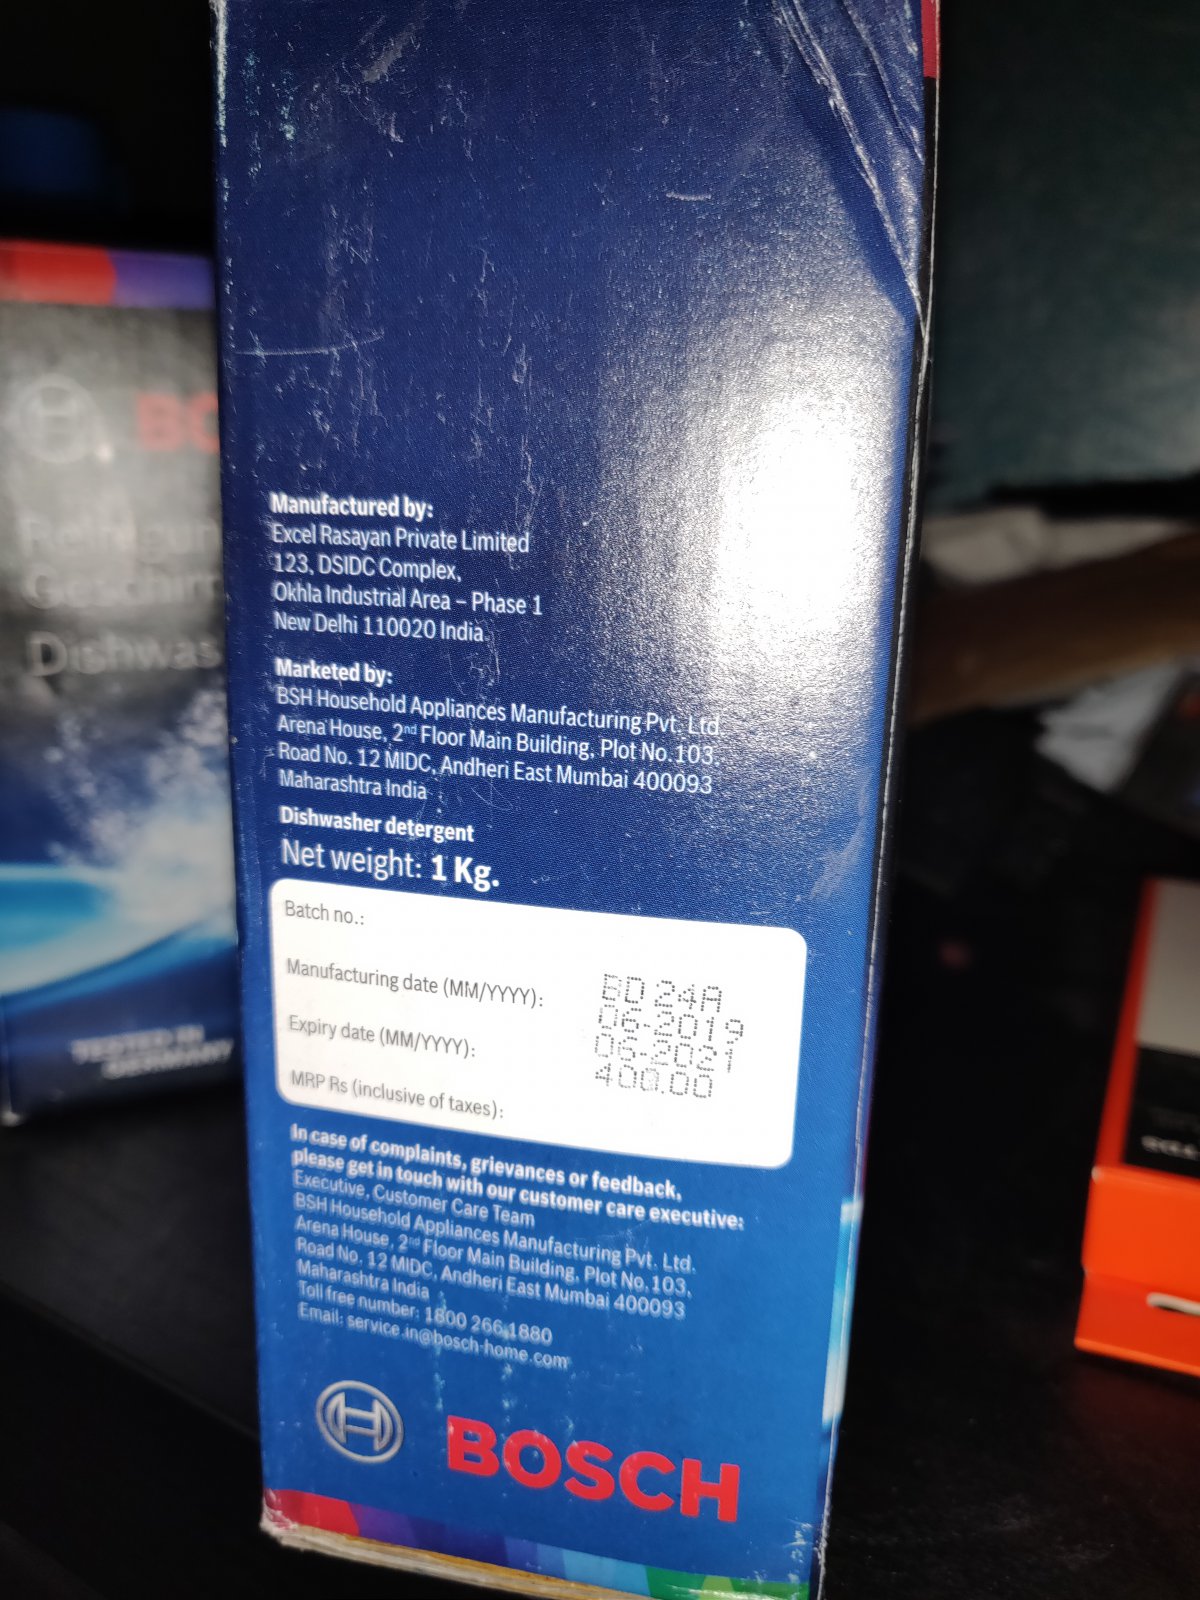 Manufactured by:
Excel Rasayan Private Limited
123, DSIDC Complex,
Okhla Industrial Area – Phase 1
New Delhi 110020 India.
Marketed by:
BSH Household Appliances Manufacturing Pvt. Ltd.
Arena House, 2nd Floor Main Building, Plot No. 103,
Road No. 12 MIDC, Andheri East Mumbai 400093
Maharashtra India
Dishwasher detergent
Net weight: 1 Kg.
Batch no.:
Manufacturing date (MM/YYYY):
Expiry date (MM/YYYY):
MRP Rs (inclusive of taxes):
BD 24A
06-2019
06-2021
400.00
In case of complaints, grievances or feedback,
please get in touch with our customer care executive:
Executive, Customer Care Team
BSH Household Appliances Manufacturing Pvt. Ltd.
Arena House, 2nd Floor Main Building, Plot No. 103,
Road No. 12 MIDC, Andheri East Mumbai 400093
Maharashtra India
Toll free number: 1800 266 1880
Email: service.in@bosch-home.com
BOSCH
BO
Dishwas
TESTED IN
GERMANY